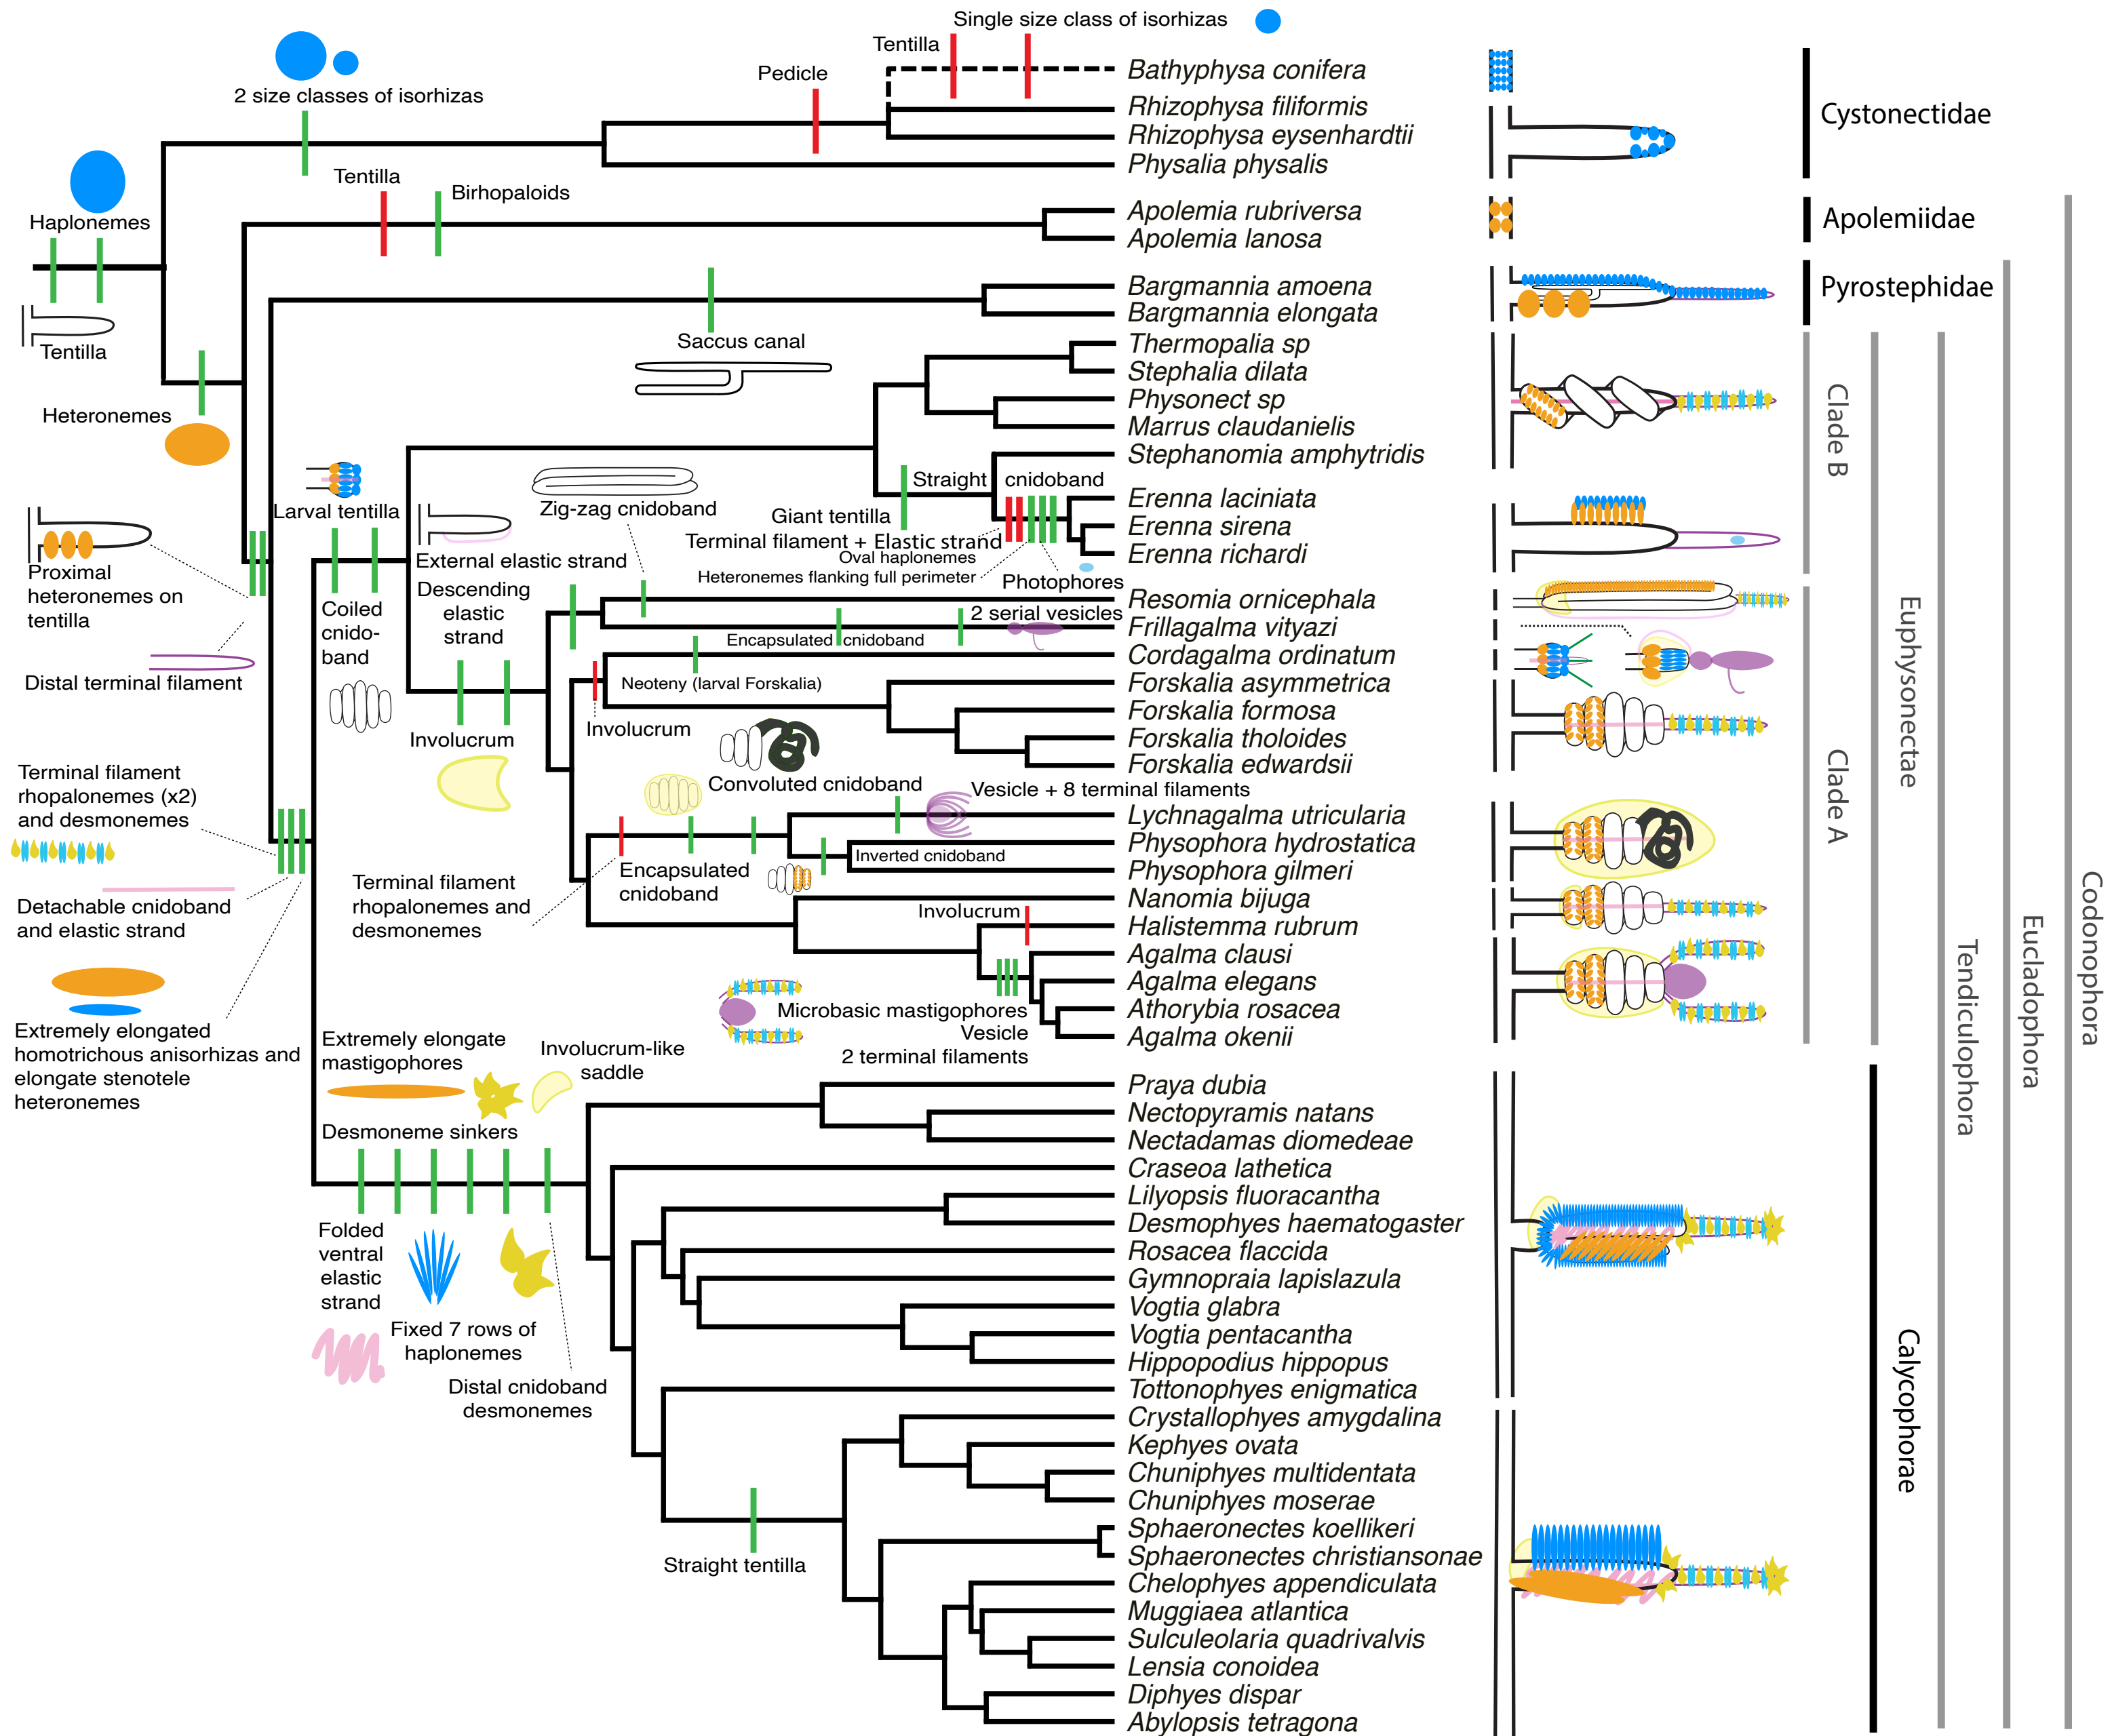 Single size class of isorhizas
Tentilla
Bathyphysa conifera
Pedicle
2 size classes of isorhizas
Rhizophysa filiformis
Rhizophysa eysenhardtii
Physalia physalis
Cystonectidae
Tentilla
Birhopaloids
Haplonemes
Apolemia rubriversa
Apolemia lanosa
Apolemiidae
Bargmannia amoena
Bargmannia elongata
Pyrostephidae
Tentilla
Saccus canal
Thermopalia sp
Stephalia dilata
Physonect sp
Marrus claudanielis
Stephanomia amphytridis
Heteronemes
Straight cnidoband
Erenna laciniata
Erenna sirena
Erenna richardi
Clade B
Larval tentilla
Zig-zag cnidoband
Giant tentilla
Terminal filament + Elastic strand
Oval haplonemes
Heteronemes flanking full perimeter
Photophores
External elastic strand
Proximal
heteronemes on
tentilla
Coiled
cnido-
band
Descending
elastic
strand
Resomia ornicephala
2 serial vesicles
Frillagalma vityazi
Encapsulated cnidoband
Cordagalma ordinatum
Neoteny (larval Forskalia)
Forskalia asymmetrica
Forskalia formosa
Forskalia tholoides
Forskalia edwardsii
Distal terminal filament
Involucrum
Involucrum
Convoluted cnidoband
Vesicle + 8 terminal filaments
Lychnagalma utricularia
Physophora hydrostatica
Inverted cnidoband
Physophora gilmeri
Clade A
Euphysonectae
Terminal filament
rhopalonemes (x2)
and desmonemes
Encapsulated
cnidoband
Terminal filament
rhopalonemes and
desmonemes
Nanomia bijuga
Involucrum
Halistemma rubrum
Agalma clausi
Agalma elegans
Athorybia rosacea
Agalma okenii
Detachable cnidoband
and elastic strand
Microbasic mastigophores
Vesicle
2 terminal filaments
Extremely elongated
homotrichous anisorhizas and
elongate stenotele
heteronemes
Extremely elongate
mastigophores
Involucrum-like
saddle
Desmoneme sinkers
Tendiculophora
Eucladophora
Codonophora
Praya dubia
Nectopyramis natans
Nectadamas diomedeae
Craseoa lathetica
Lilyopsis fluoracantha
Desmophyes haematogaster
Rosacea flaccida
Gymnopraia lapislazula
Vogtia glabra
Vogtia pentacantha
Hippopodius hippopus
Tottonophyes enigmatica
Folded
ventral
elastic
strand
Fixed 7 rows of
haplonemes
Distal cnidoband
desmonemes
Calycophorae
Crystallophyes amygdalina
Kephyes ovata
Chuniphyes multidentata
Chuniphyes moserae
Straight tentilla
Sphaeronectes koellikeri
Sphaeronectes christiansonae
Chelophyes appendiculata
Muggiaea atlantica
Sulculeolaria quadrivalvis
Lensia conoidea
Diphyes dispar
Abylopsis tetragona